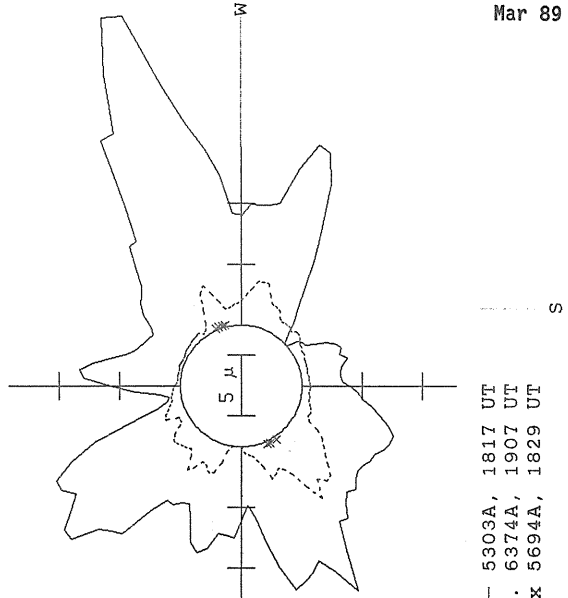 Mar 89
W
5 μ
S
— 5303A, 1817 UT
. 6374A, 1907 UT
x 5694A, 1829 UT